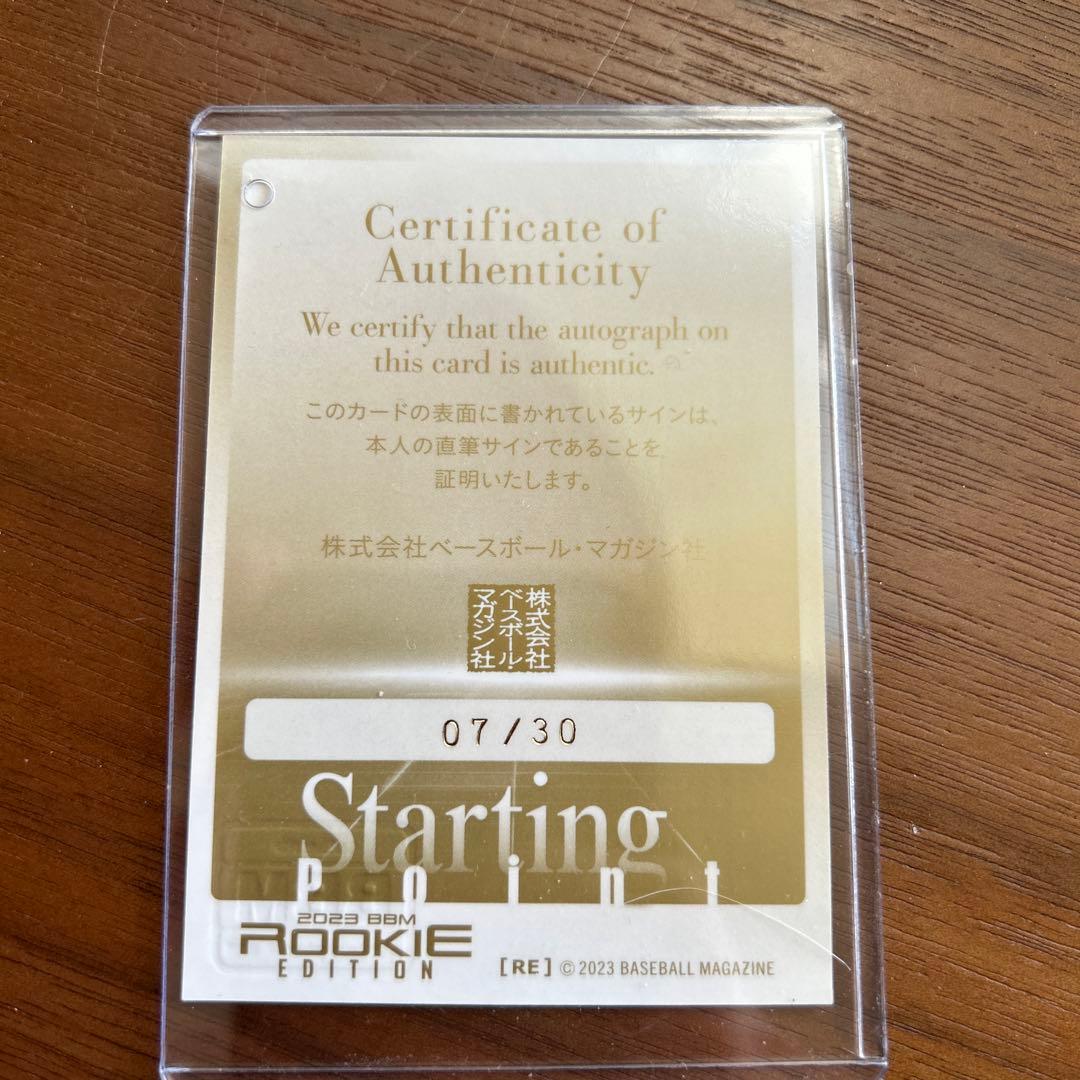 Certificate of
Authenticity
We certify that the autograph on
this card is authentic.
このカードの表面に書かれているサインは、
本人の直筆サインであることを
証明いたします。
株式会社ベースボール・マガジン社
株式会社
ベースボール・
マガジン社
07/30
Starting
Point
2023 BBM
ROOKIE
EDITION
[RE] © 2023 BASEBALL MAGAZINE